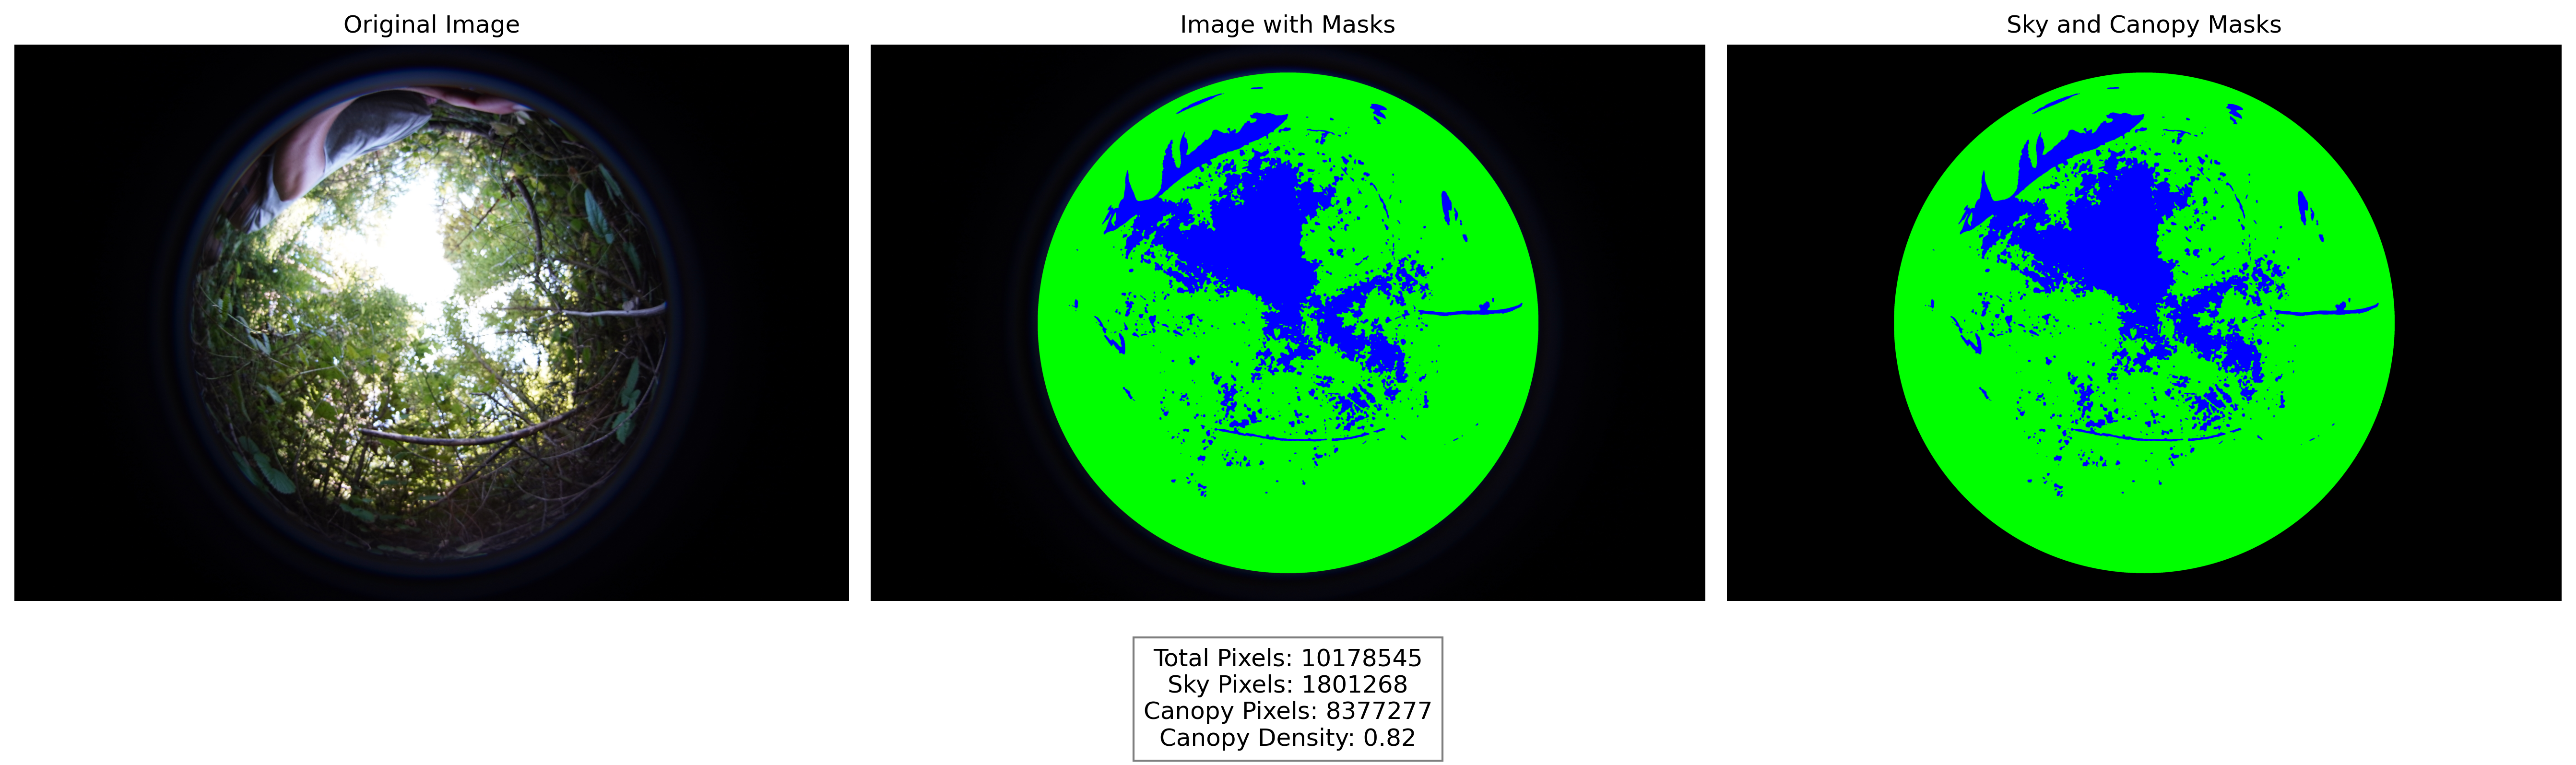 Original Image
Image with Masks
Sky and Canopy Masks
Total Pixels: 10178545
Sky Pixels: 1801268
Canopy Pixels: 8377277
Canopy Density: 0.82